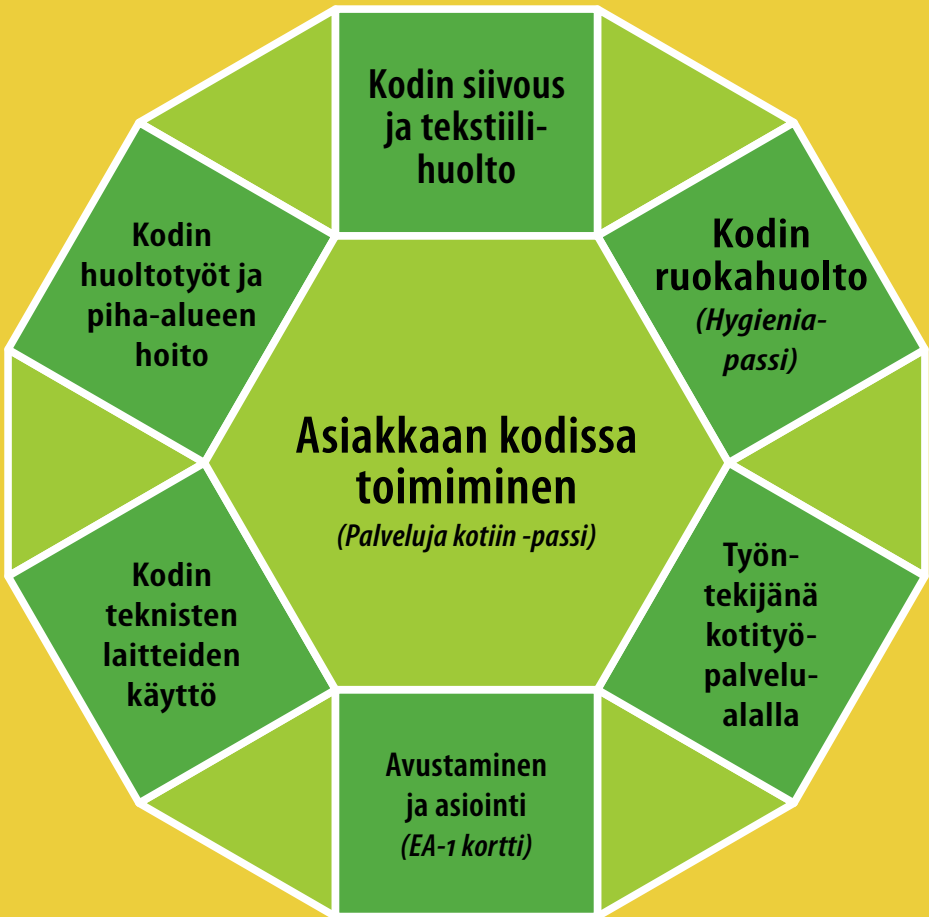 Kodin siivous
ja tekstiili-
huolto
Kodin
huoltotyöt ja
piha-alueen
hoito
Kodin
ruokahuolto
(Hygienia-
passi)
Asiakkaan kodissa
toimiminen
(Palveluja kotiin -passi)
Kodin
teknisten
laitteiden
käyttö
Työn-
tekijänä
kotityö-
palvelu-
alalla
Avustaminen
ja asiointi
(EA-1 kortti)